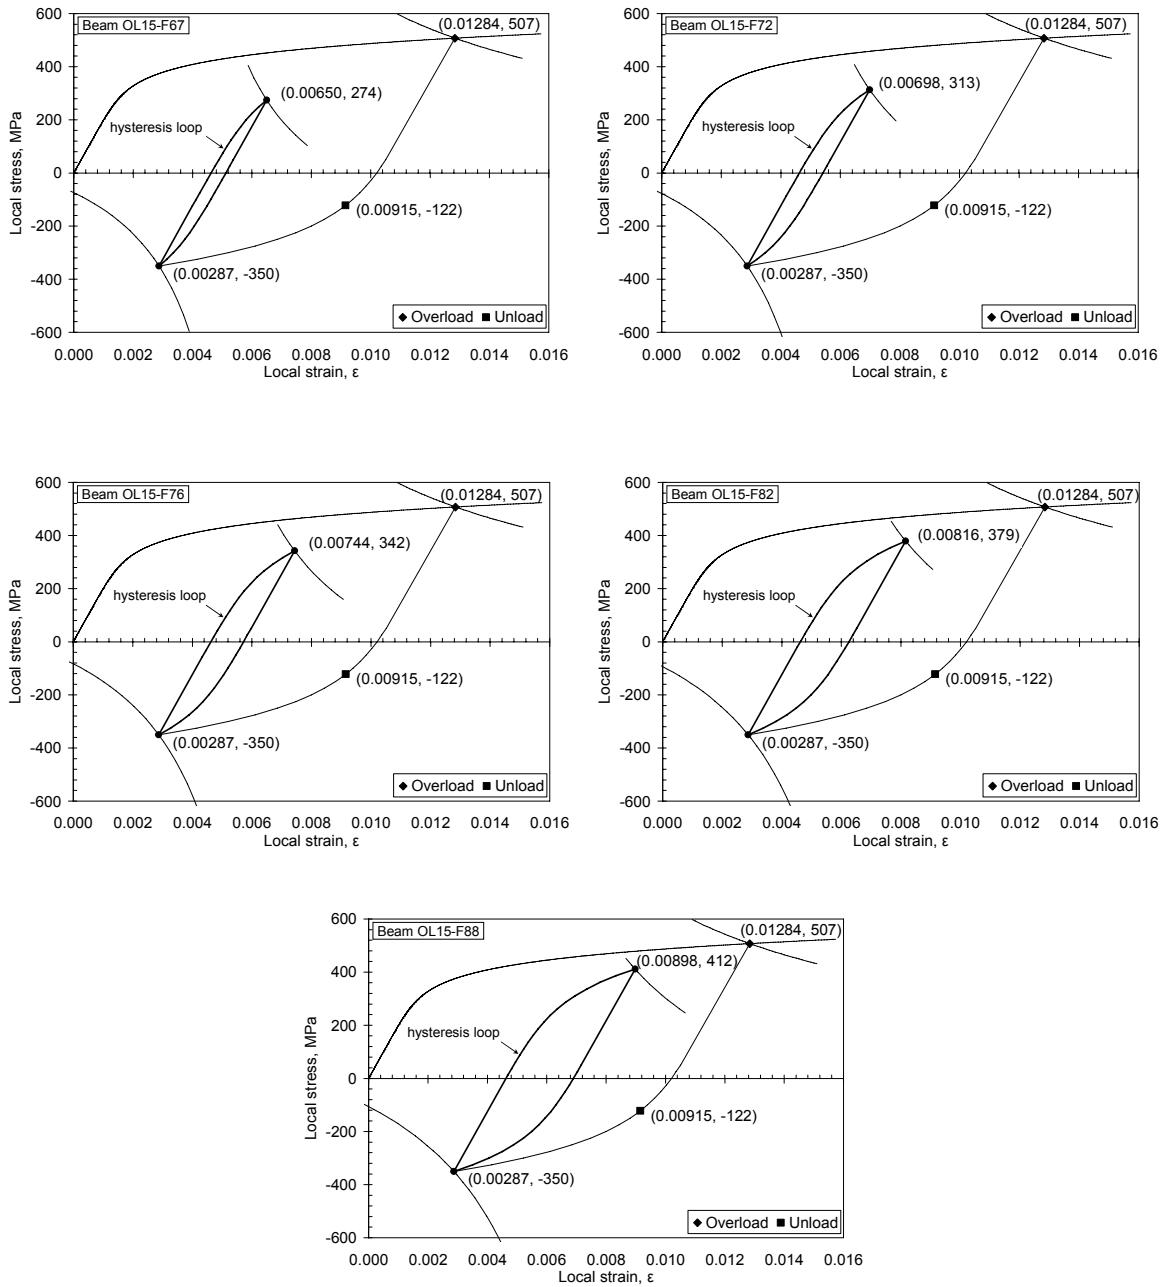 Beam OL15-F67
(0.01284, 507)
600
400
200
0
-200
-400
-600
Local stress, MPa
(0.00650, 274)
hysteresis loop
(0.00915, -122)
(0.00287, -350)
Overload Unload
0.000 0.002 0.004 0.006 0.008 0.010 0.012 0.014 0.016
Local strain, ε
Beam OL15-F72
(0.01284, 507)
600
400
200
0
-200
-400
-600
Local stress, MPa
(0.00698, 313)
hysteresis loop
(0.00915, -122)
(0.00287, -350)
Overload Unload
0.000 0.002 0.004 0.006 0.008 0.010 0.012 0.014 0.016
Local strain, ε
Beam OL15-F76
(0.01284, 507)
600
400
200
0
-200
-400
-600
Local stress, MPa
(0.00744, 342)
hysteresis loop
(0.00915, -122)
(0.00287, -350)
Overload Unload
0.000 0.002 0.004 0.006 0.008 0.010 0.012 0.014 0.016
Local strain, ε
Beam OL15-F82
(0.01284, 507)
600
400
200
0
-200
-400
-600
Local stress, MPa
(0.00816, 379)
hysteresis loop
(0.00915, -122)
(0.00287, -350)
Overload Unload
0.000 0.002 0.004 0.006 0.008 0.010 0.012 0.014 0.016
Local strain, ε
Beam OL15-F88
(0.01284, 507)
600
400
200
0
-200
-400
-600
Local stress, MPa
(0.00898, 412)
hysteresis loop
(0.00915, -122)
(0.00287, -350)
Overload Unload
0.000 0.002 0.004 0.006 0.008 0.010 0.012 0.014 0.016
Local strain, ε